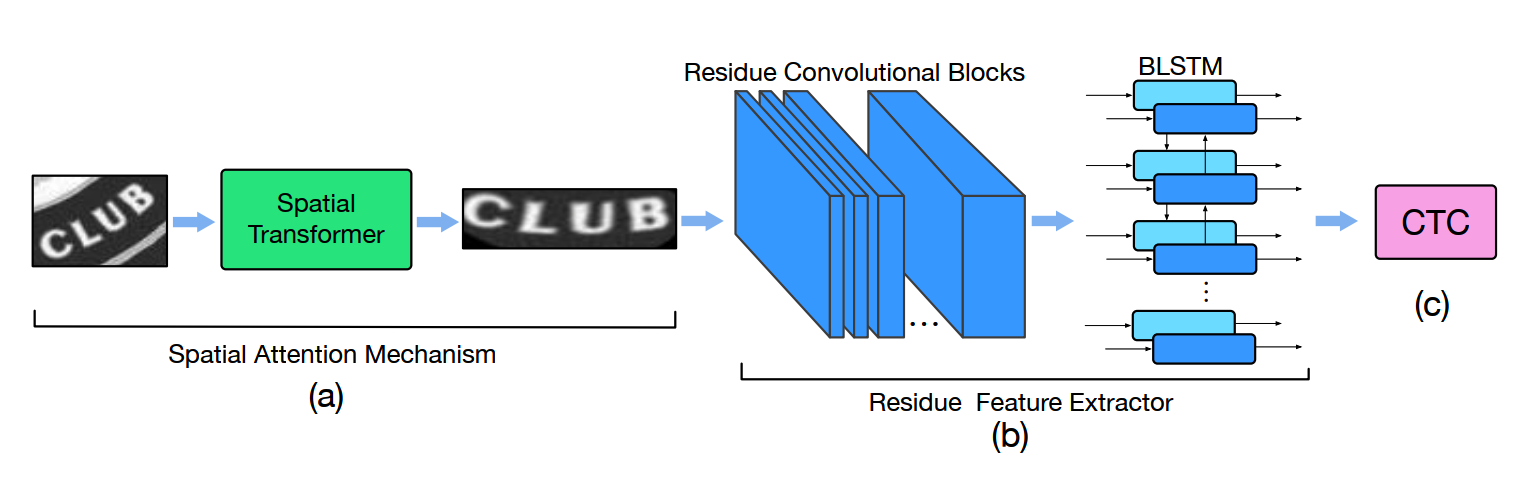 Residue Convolutional Blocks
BLSTM
CLUB
Spatial
Transformer
CLUB
CTC
...
Spatial Attention Mechanism
(a)
Residue Feature Extractor
(b)
(c)